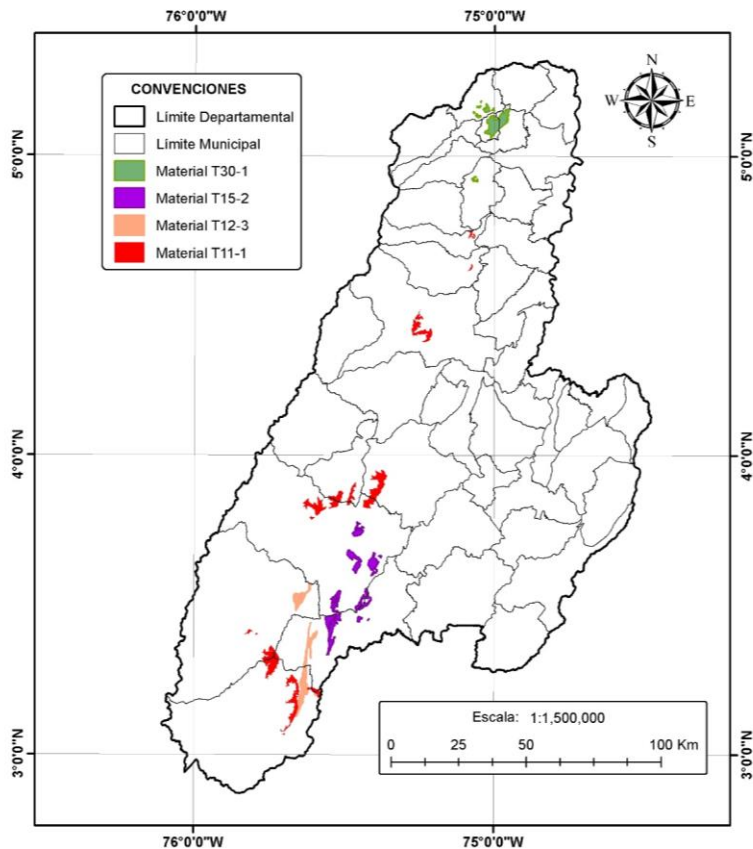 76°0'0"W 75°0'0"W
CONVENCIONES
Límite Departamental
Límite Municipal
Material T30-1
Material T15-2
Material T12-3
Material T11-1
N
W E
S
5°0'0"N 5°0'0"N
4°0'0"N 4°0'0"N
3°0'0"N 3°0'0"N
Escala: 1:1,500,000
0 25 50 100 Km
76°0'0"W 75°0'0"W